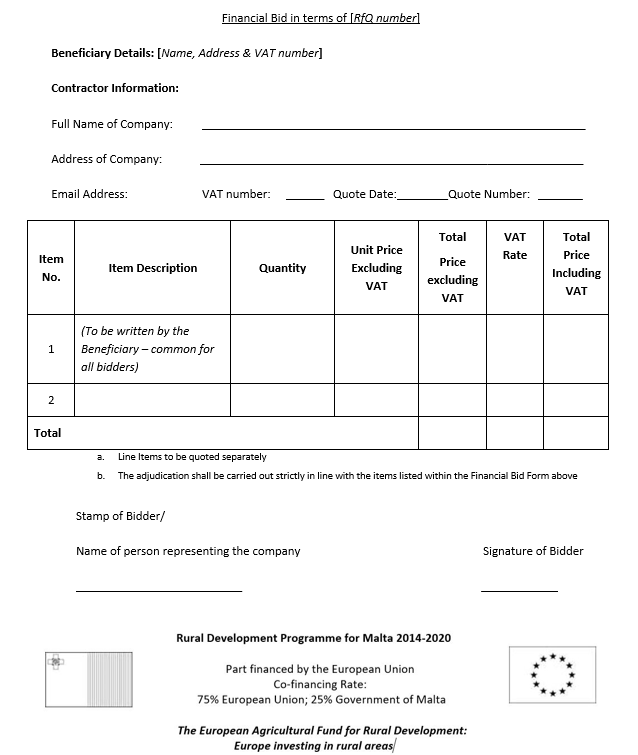 Financial Bid in terms of [RfQ number]
Beneficiary Details: [Name, Address & VAT number]
Contractor Information:
Full Name of Company: ______
Address of Company: ______
Email Address: VAT number: ______ Quote Date:______ Quote Number: ______
Item No. Item Description Quantity Unit Price Excluding VAT Total Price excluding VAT VAT Rate Total Price Including VAT
1 (To be written by the
Beneficiary – common for
all bidders)
2
Total
a. Line Items to be quoted separately
b. The adjudication shall be carried out strictly in line with the items listed within the Financial Bid Form above
Stamp of Bidder/
Name of person representing the company Signature of Bidder
Rural Development Programme for Malta 2014-2020
Part financed by the European Union
Co-financing Rate:
75% European Union; 25% Government of Malta
The European Agricultural Fund for Rural Development:
Europe investing in rural areas